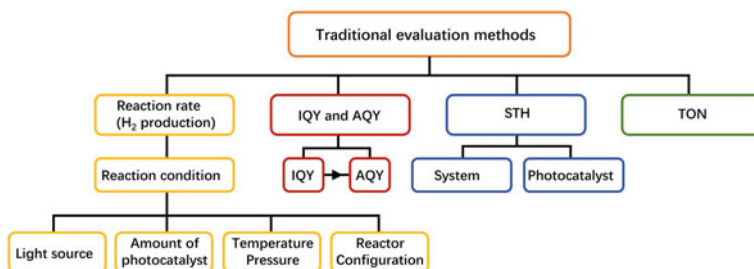 Traditional evaluation methods
Reaction rate
(H₂ production)
IQY and AQY
STH
TON
Reaction condition
IQY
AQY
System
Photocatalyst
Light source
Amount of
photocatalyst
Temperature
Pressure
Reactor
Configuration